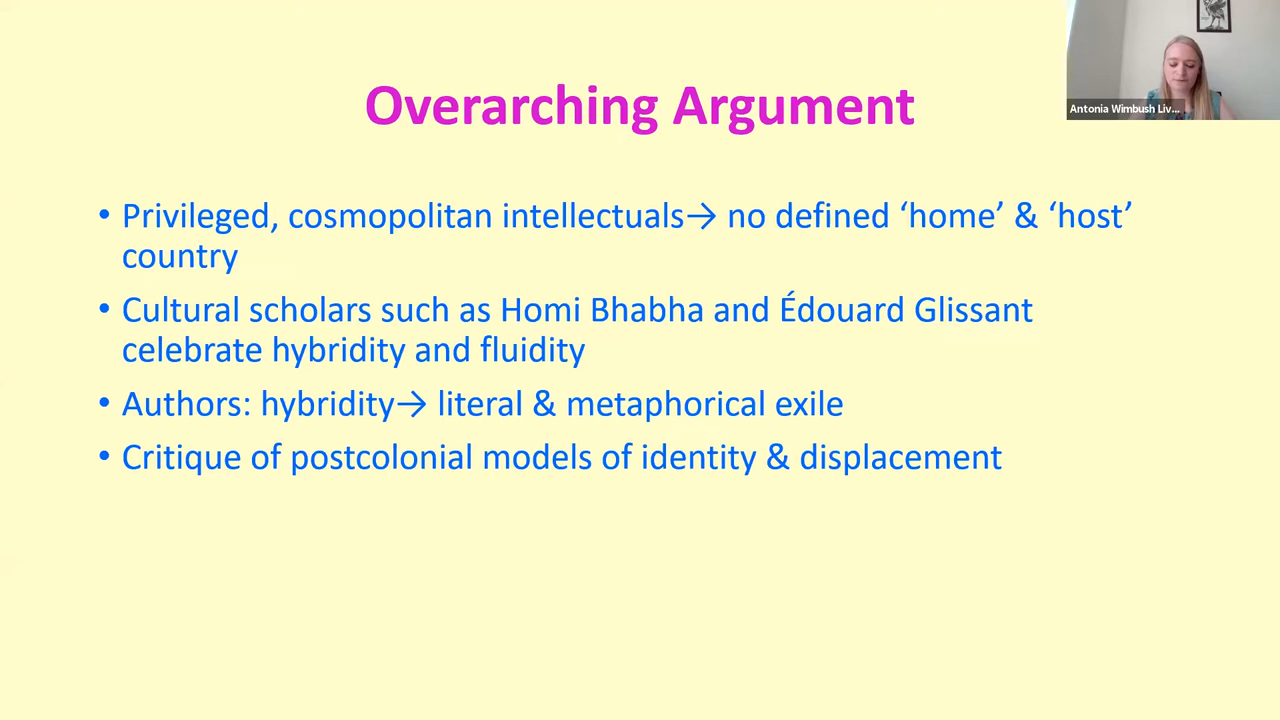 Overarching Argument
• Privileged, cosmopolitan intellectuals→ no defined ‘home’ & ‘host’
country
• Cultural scholars such as Homi Bhabha and Édouard Glissant
celebrate hybridity and fluidity
• Authors: hybridity→ literal & metaphorical exile
• Critique of postcolonial models of identity & displacement
Antonia Wimbush Liv...